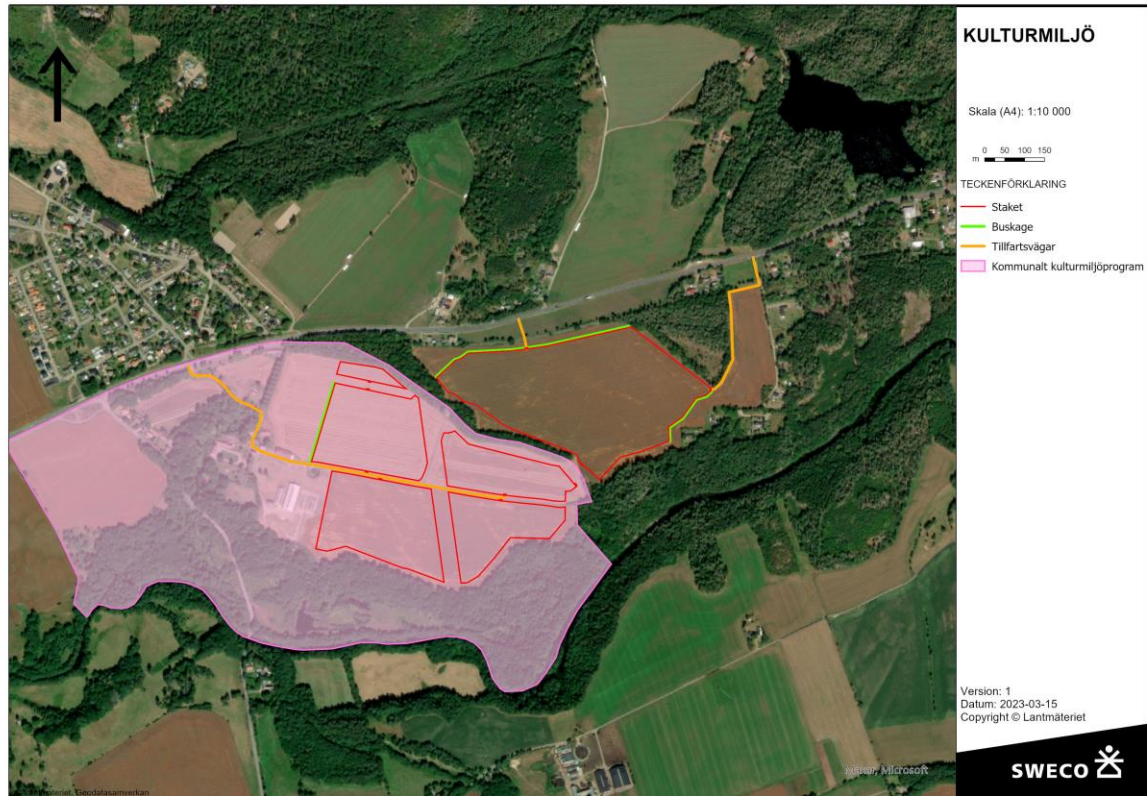 KULTURMILJÖ
Skala (A4): 1:10 000
0 50 100 150
m
TECKENFÖRKLARING
Staket
Buskage
Tillfartsvägar
Kommunalt kulturmiljöprogram
Version: 1
Datum: 2023-03-15
Copyright © Lantmäteriet
SWECO
Microsoft
Geodatasamverkan